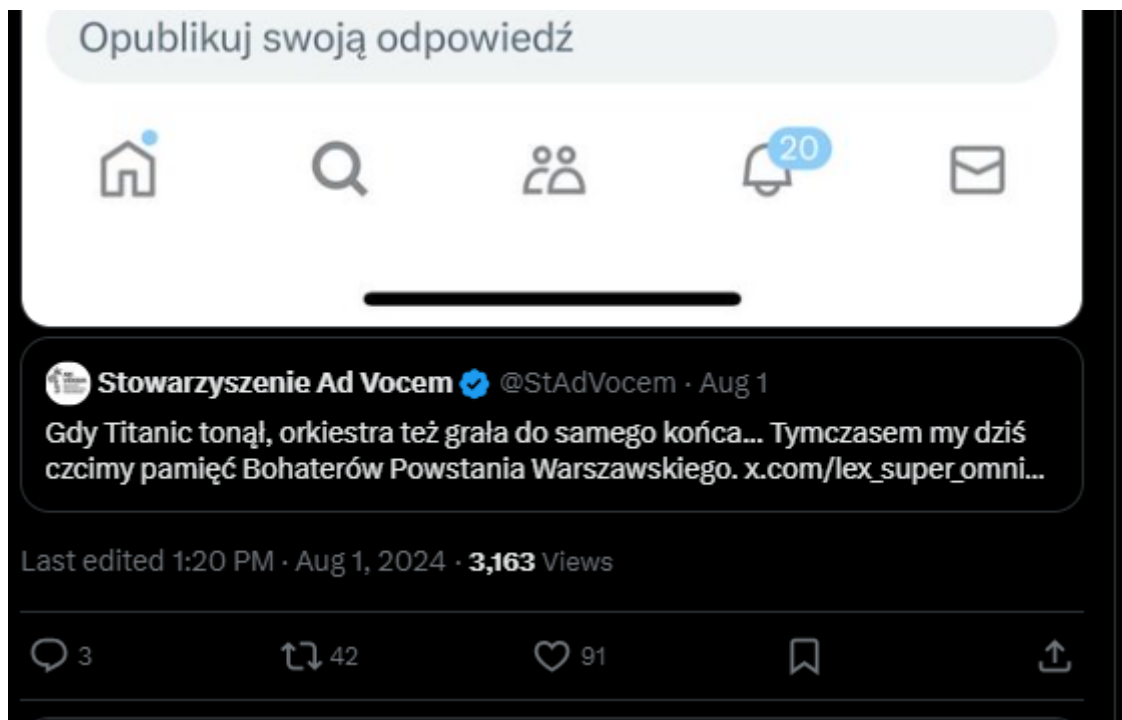 Opublikuj swoją odpowiedź
20
Stowarzyszenie Ad Vocem @StAdVocem · Aug 1
Gdy Titanic tonął, orkiestra też grała do samego końca... Tymczasem my dziś
czcimy pamięć Bohaterów Powstania Warszawskiego. x.com/lex_super_omni...
Last edited 1:20 PM · Aug 1, 2024 · 3,163 Views
3 42 91